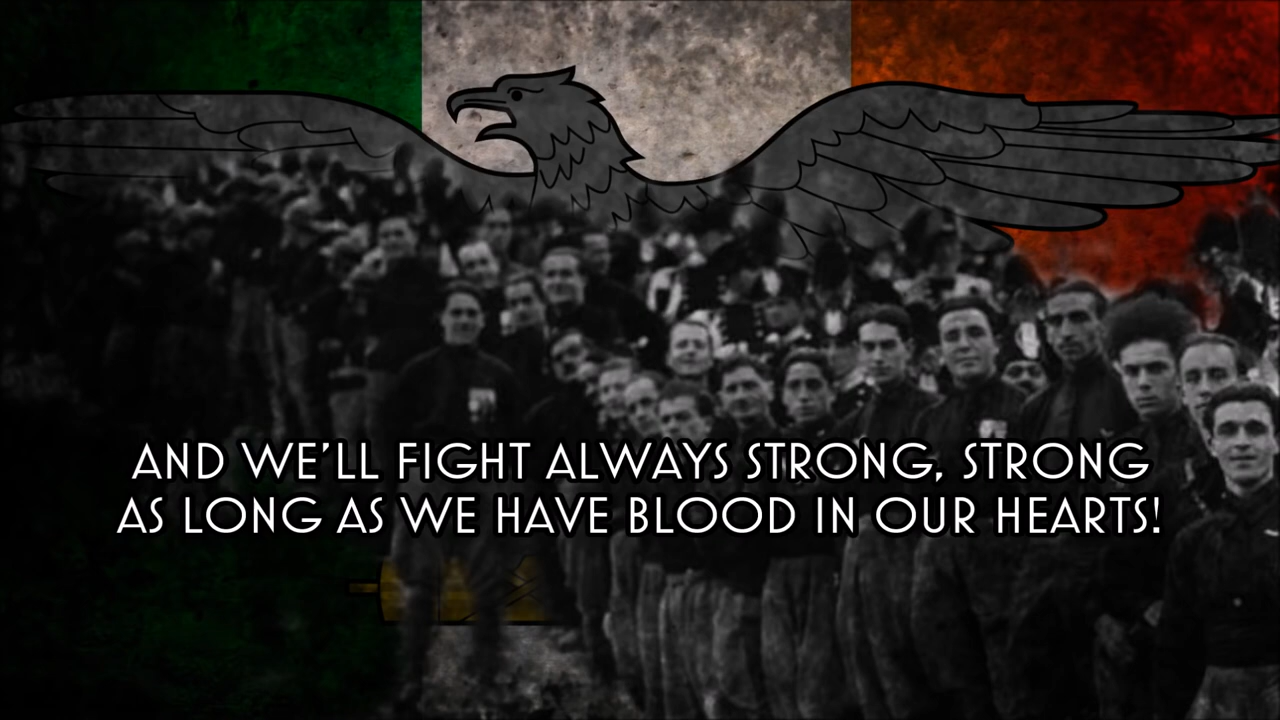 AND WE'LL FIGHT ALWAYS STRONG, STRONG
AS LONG AS WE HAVE BLOOD IN OUR HEARTS!